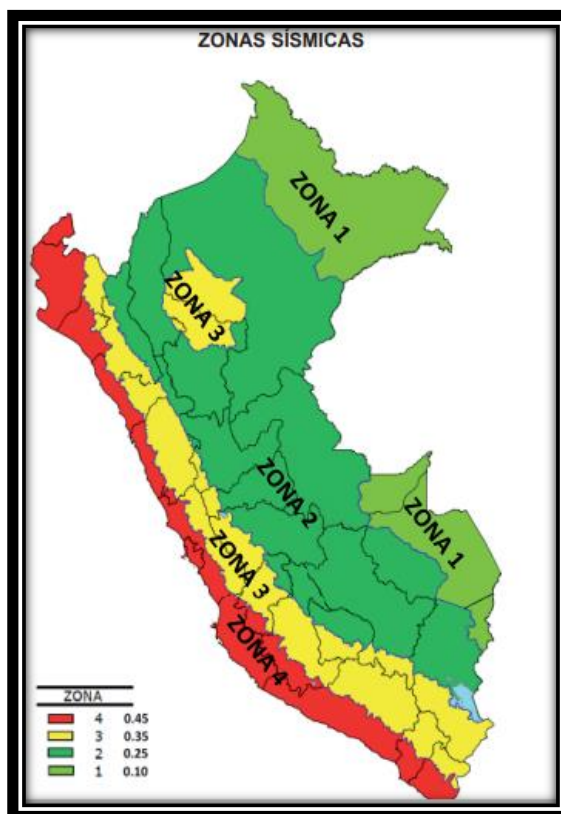 ZONAS SÍSMICAS
ZONA 1
ZONA 3
ZONA 2
ZONA 1
ZONA 3
ZONA 4
ZONA
4 0.45
3 0.35
2 0.25
1 0.10